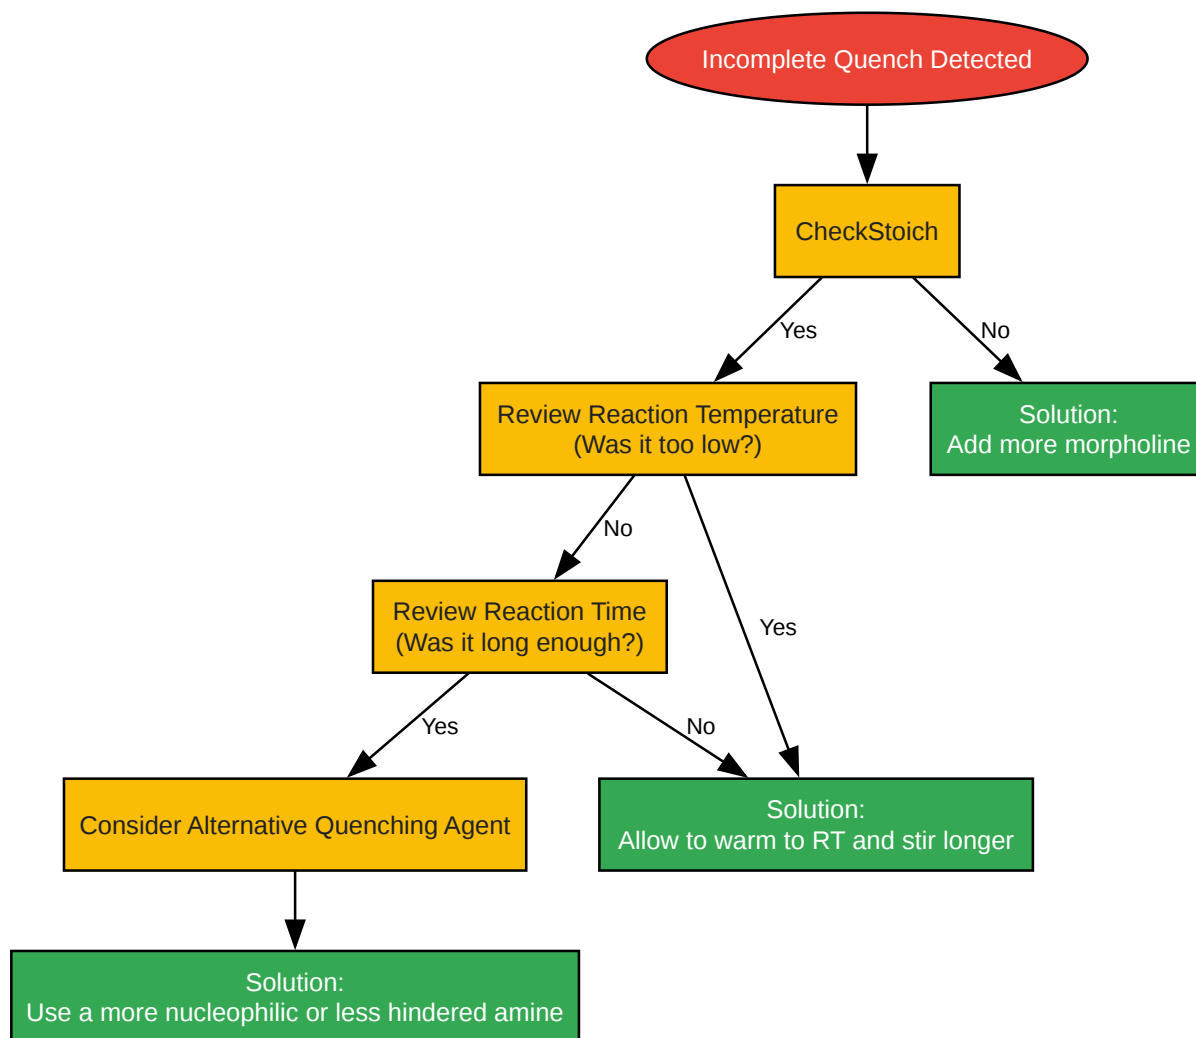 Incomplete Quench Detected
CheckStoich
Yes
No
Review Reaction Temperature
(Was it too low?)
Solution:
Add more morpholine
No
Yes
Review Reaction Time
(Was it long enough?)
Yes
No
Consider Alternative Quenching Agent
Solution:
Allow to warm to RT and stir longer
Solution:
Use a more nucleophilic or less hindered amine